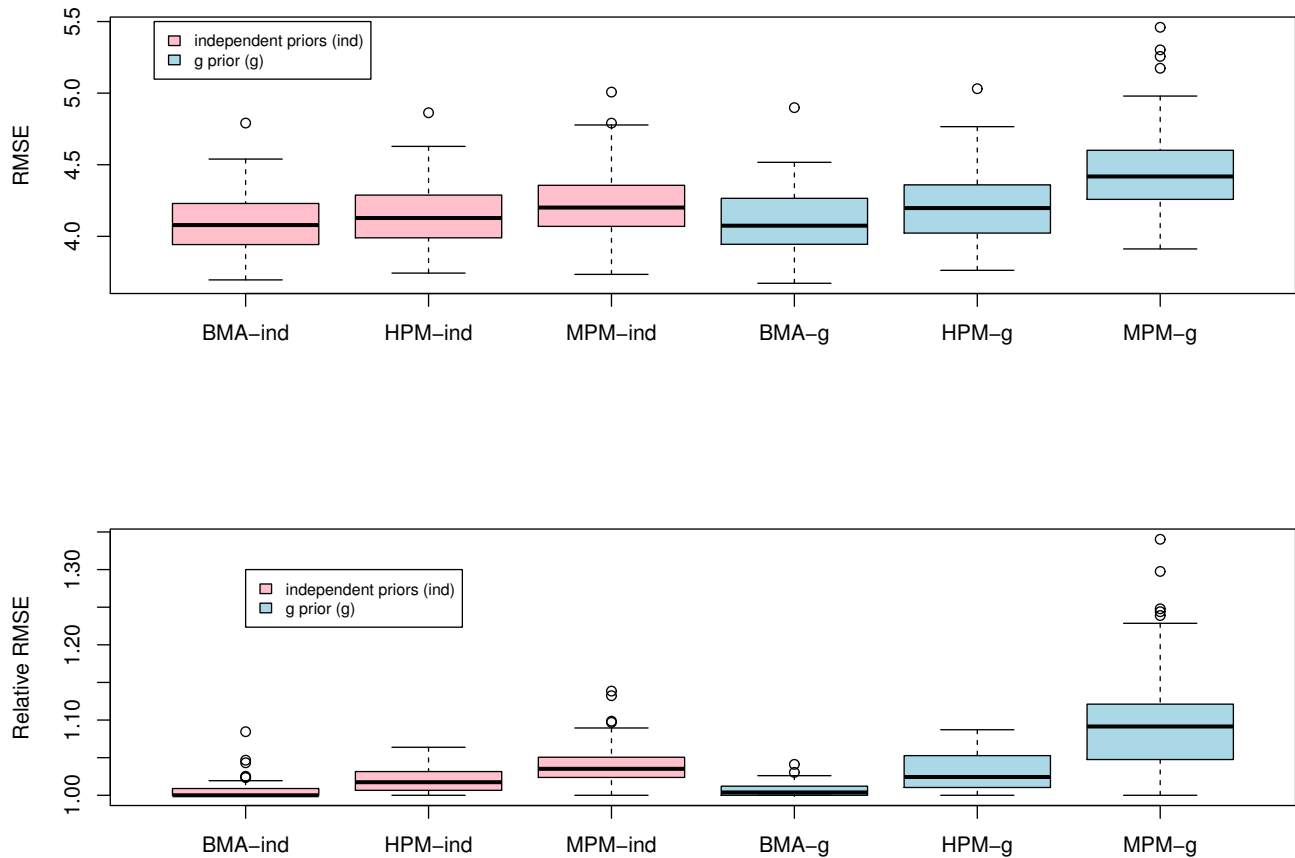 RMSE
5.5
5.0
4.5
4.0
independent priors (ind)
g prior (g)
BMA−ind HPM−ind MPM−ind BMA−g HPM−g MPM−g
Relative RMSE
1.30
1.20
1.10
1.00
independent priors (ind)
g prior (g)
BMA−ind HPM−ind MPM−ind BMA−g HPM−g MPM−g